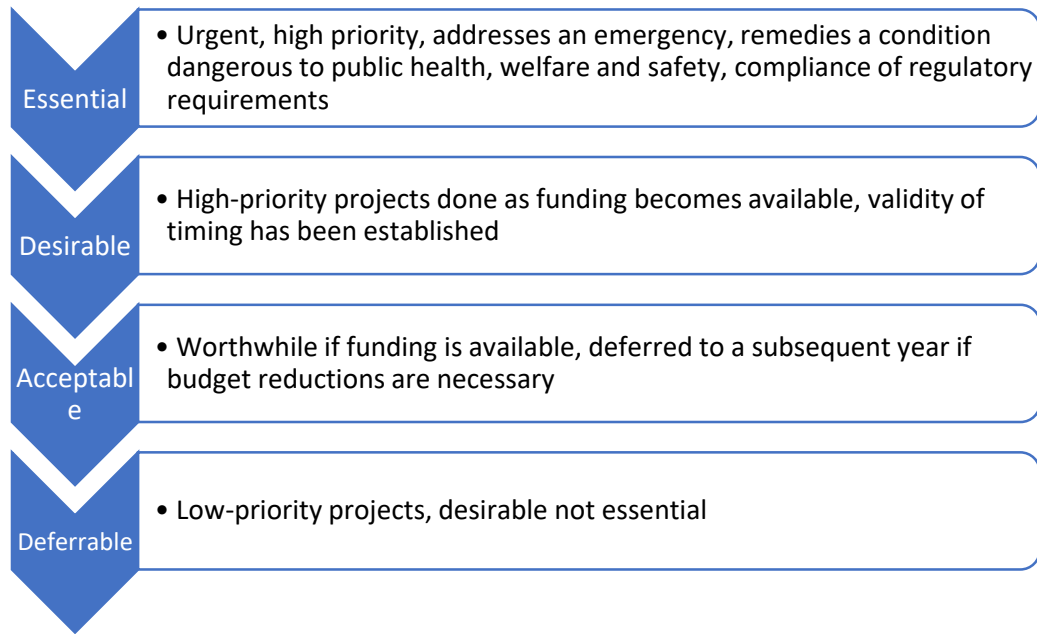 Essential
• Urgent, high priority, addresses an emergency, remedies a condition
dangerous to public health, welfare and safety, compliance of regulatory
requirements
Desirable
• High-priority projects done as funding becomes available, validity of
timing has been established
Acceptabl
e
• Worthwhile if funding is available, deferred to a subsequent year if
budget reductions are necessary
Deferrable
• Low-priority projects, desirable not essential